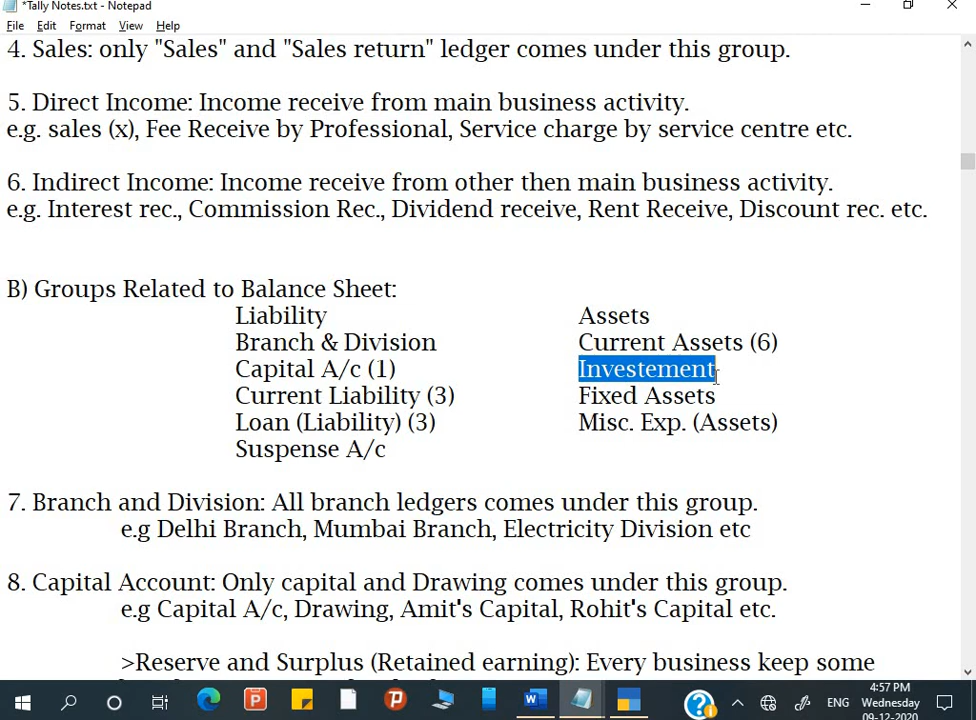 *Tally Notes.txt - Notepad
File Edit Format View Help
4. Sales: only "Sales" and "Sales return" ledger comes under this group.
5. Direct Income: Income receive from main business activity.
e.g. sales (x), Fee Receive by Professional, Service charge by service centre etc.
6. Indirect Income: Income receive from other then main business activity.
e.g. Interest rec., Commission Rec., Dividend receive, Rent Receive, Discount rec. etc.
B) Groups Related to Balance Sheet:
Liability Assets
Branch & Division Current Assets (6)
Capital A/c (1) Investement
Current Liability (3) Fixed Assets
Loan (Liability) (3) Misc. Exp. (Assets)
Suspense A/c
7. Branch and Division: All branch ledgers comes under this group.
e.g Delhi Branch, Mumbai Branch, Electricity Division etc
8. Capital Account: Only capital and Drawing comes under this group.
e.g Capital A/c, Drawing, Amit's Capital, Rohit's Capital etc.
>Reserve and Surplus (Retained earning): Every business keep some
4:57 PM
ENG Wednesday
09-12-2020